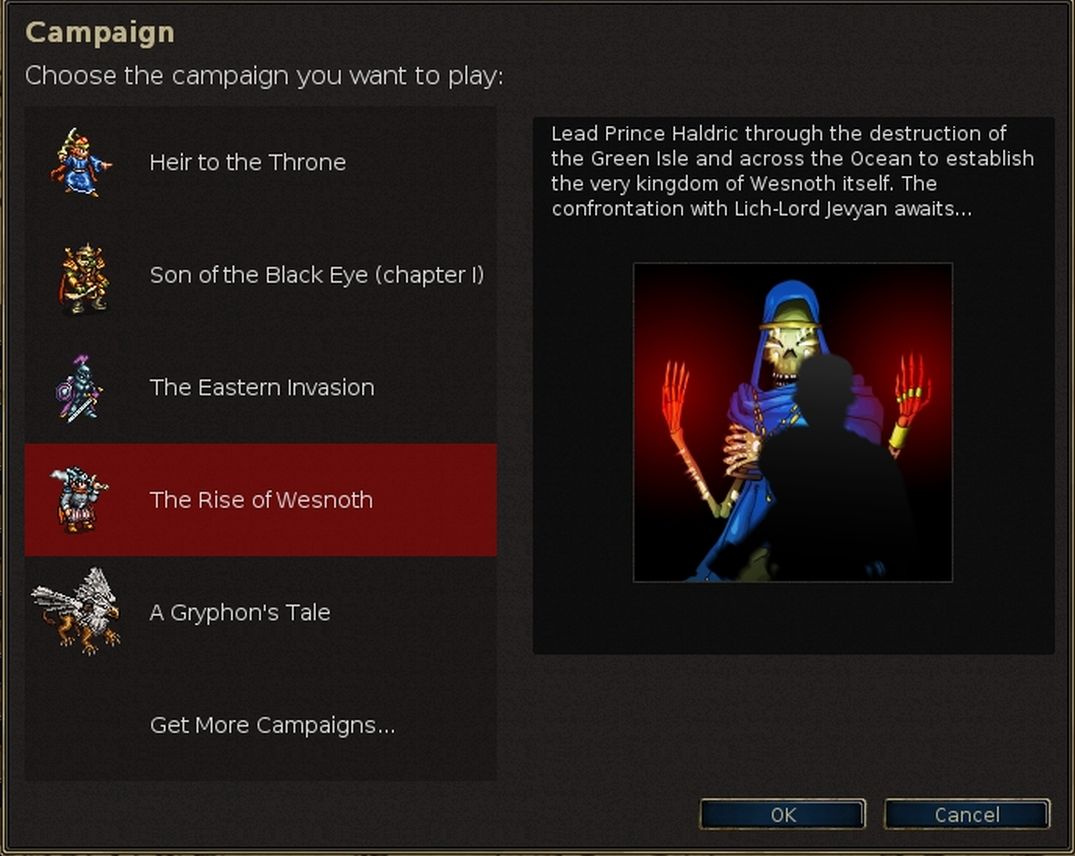 Campaign
Choose the campaign you want to play:
Heir to the Throne
Son of the Black Eye (chapter I)
The Eastern Invasion
The Rise of Wesnoth
A Gryphon's Tale
Get More Campaigns...
Lead Prince Haldric through the destruction of
the Green Isle and across the Ocean to establish
the very kingdom of Wesnoth itself. The
confrontation with Lich-Lord Jevyan awaits...
OK
Cancel